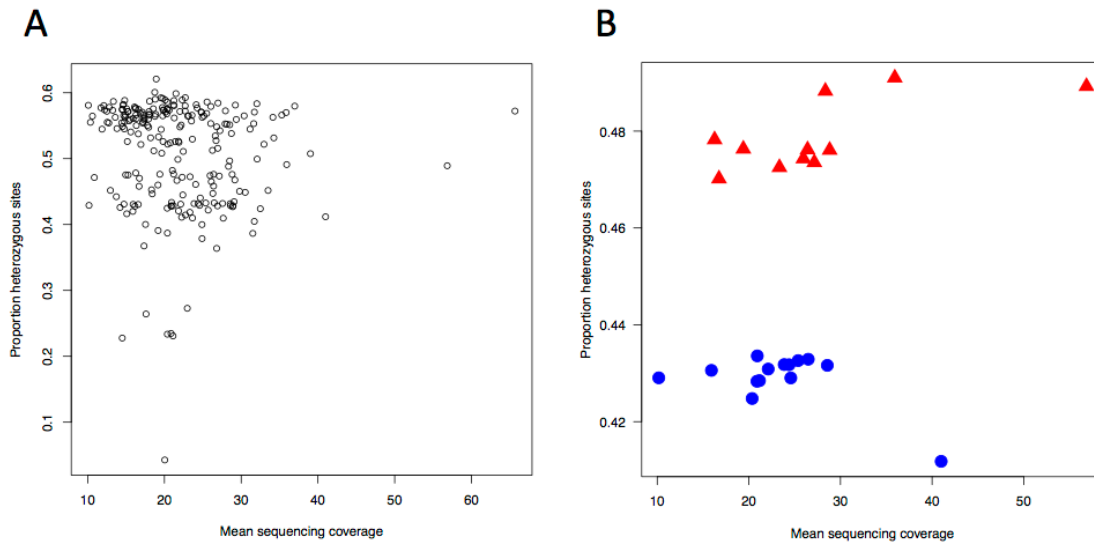 A
B
Proportion heterozygous sites
0.6
0.5
0.4
0.3
0.2
0.1
10 20 30 40 50 60
Mean sequencing coverage
Proportion heterozygous sites
0.48
0.46
0.44
0.42
10 20 30 40 50
Mean sequencing coverage